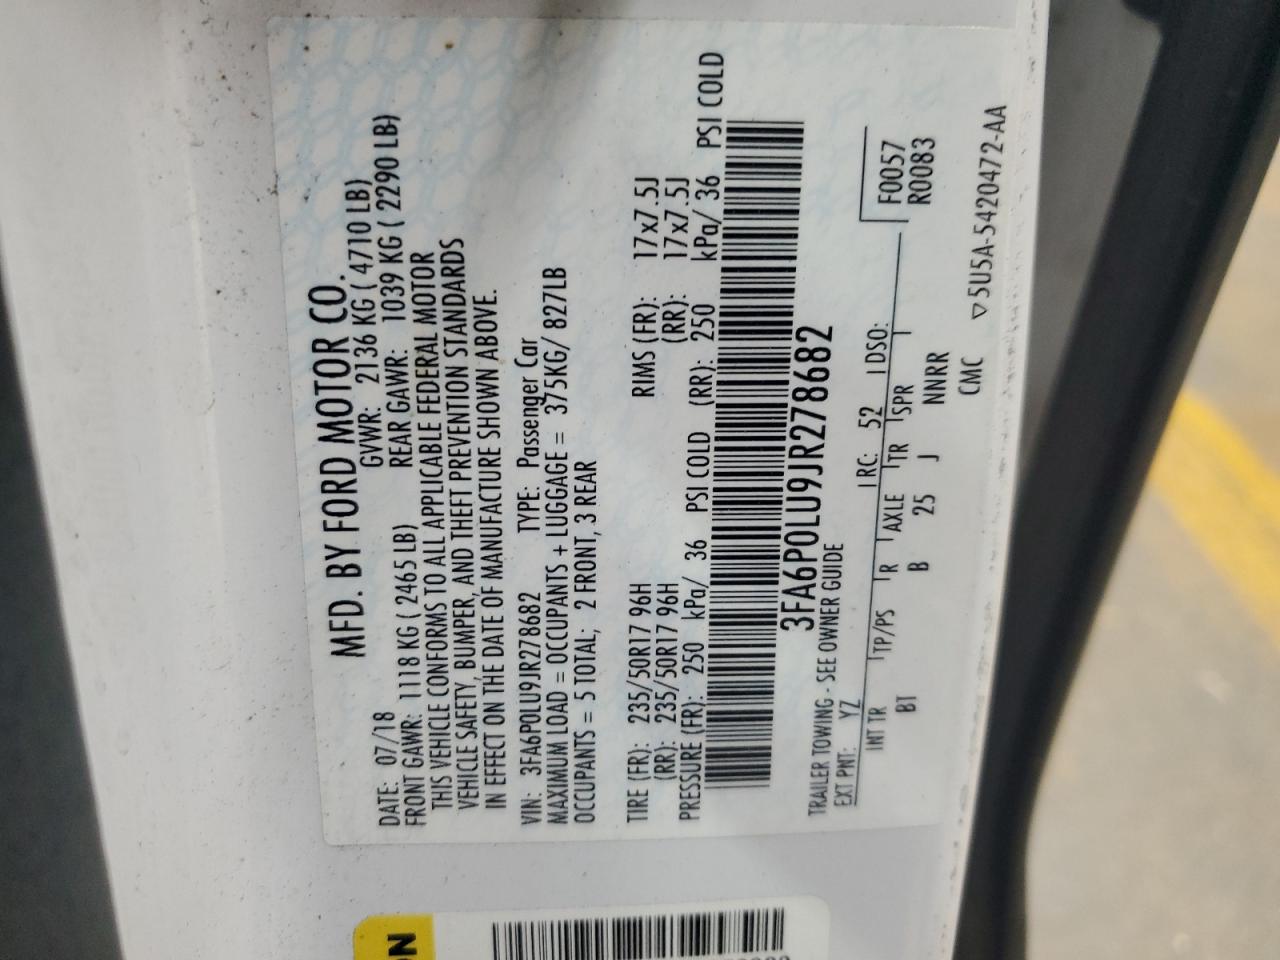 MFD. BY FORD MOTOR CO.
DATE: 07/18 GVWR: 2136 KG ( 4710 LB)
FRONT GAWR: 1118 KG ( 2465 LB) REAR GAWR: 1039 KG ( 2290 LB)
THIS VEHICLE CONFORMS TO ALL APPLICABLE FEDERAL MOTOR
VEHICLE SAFETY, BUMPER, AND THEFT PREVENTION STANDARDS
IN EFFECT ON THE DATE OF MANUFACTURE SHOWN ABOVE.
VIN: 3FA6P0LU9JR278682 TYPE: Passenger Car
MAXIMUM LOAD = OCCUPANTS + LUGGAGE = 375KG/ 827LB
OCCUPANTS = 5 TOTAL; 2 FRONT, 3 REAR
TIRE (FR): 235/50R17 96H RIMS (FR): 17x7.5J
(RR): 235/50R17 96H (RR): 17x7.5J
PRESSURE (FR): 250 kPa/ 36 PSI COLD (RR): 250 kPa/ 36 PSI COLD
3FA6P0LU9JR278682
TRAILER TOWING - SEE OWNER GUIDE
EXT PNT: YZ RC: 52 DSO: F0057
INT TR TP/PS R AXLE TR SPR R0083
BT B 25 J NNRR
CMC ▽5U5A-5420472-AA